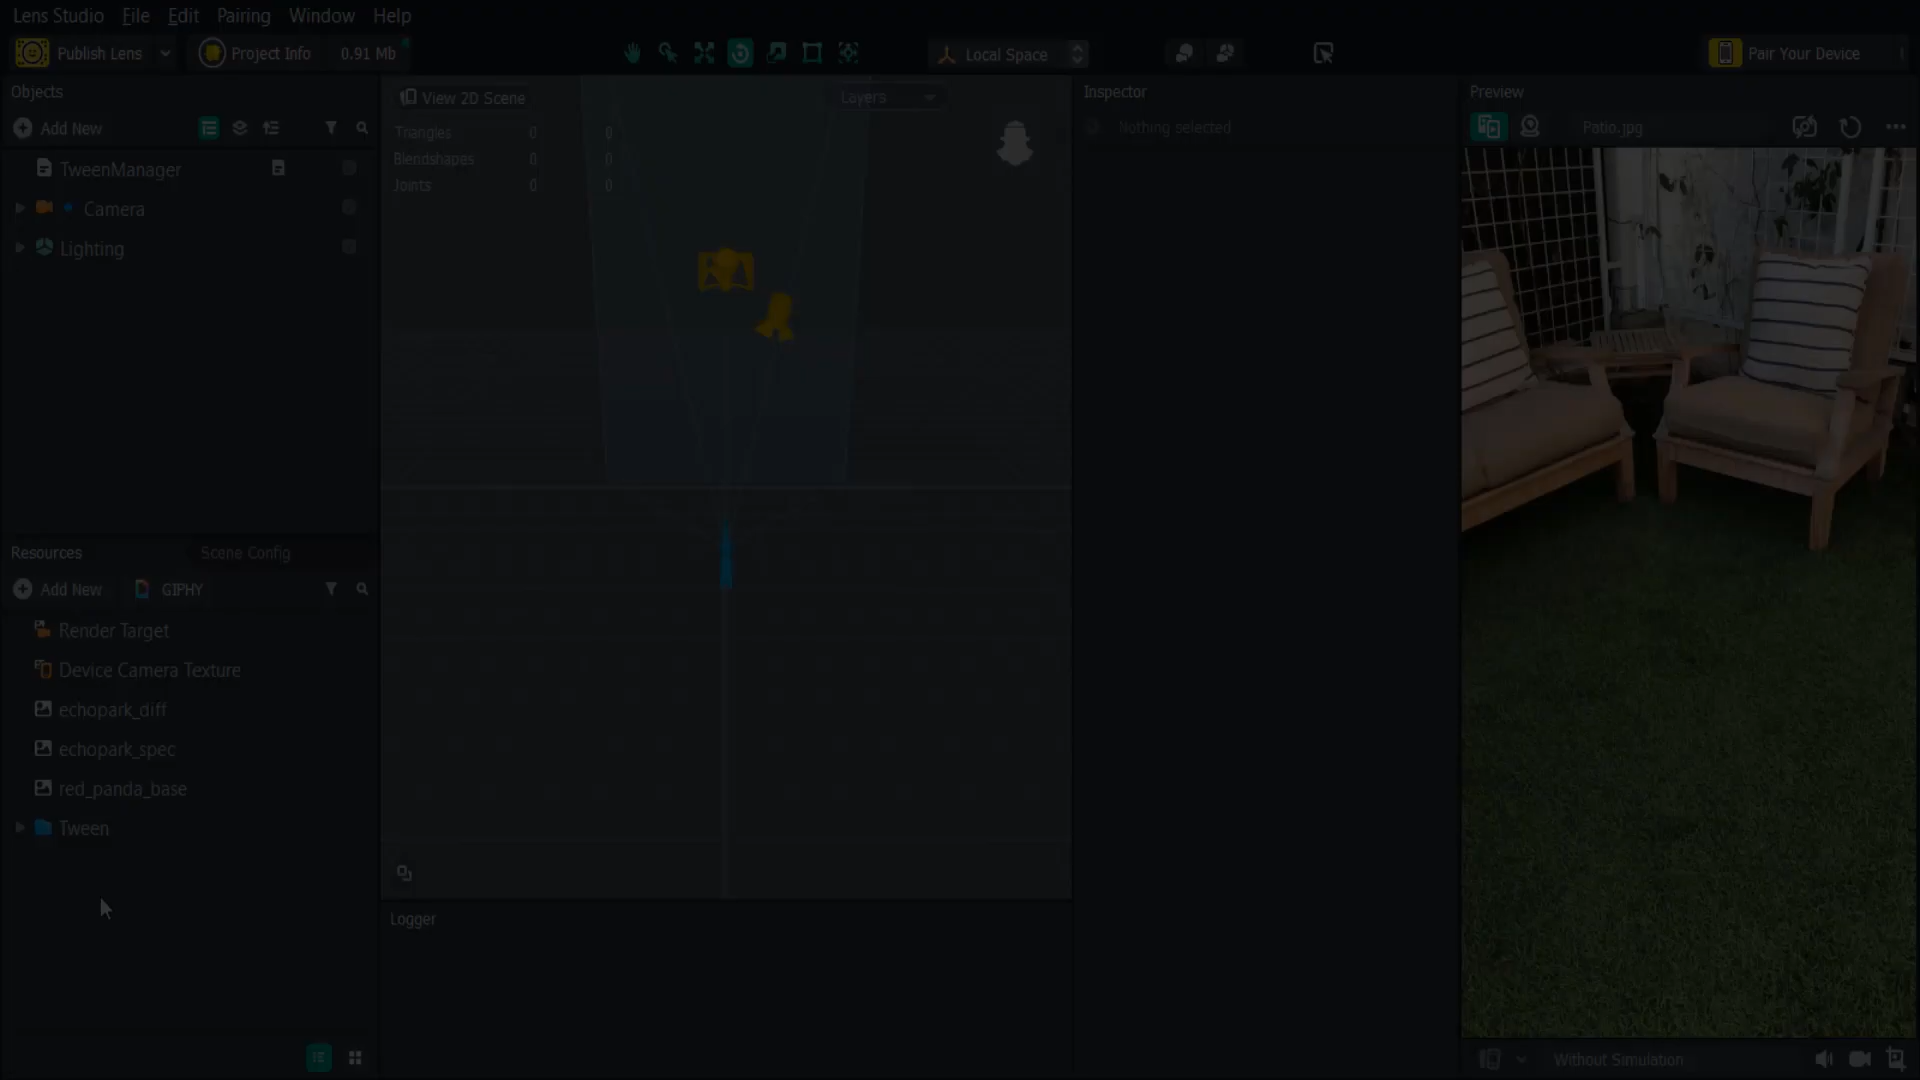 Lens Studio File Edit Pairing Window Help
Publish Lens Project Info 0.91 Mb Local Space Pair Your Device
Objects
Add New
TweenManager
Camera
Lighting
Resources Scene Config
Add New GIPHY
Render Target
Device Camera Texture
echopark_diff
echopark_spec
red_panda_base
Tween
View 2D Scene Layers
Triangles 0 0
Blendshapes 0 0
Joints 0 0
Logger
Inspector
Nothing selected
Preview
Patio.jpg
Without Simulation